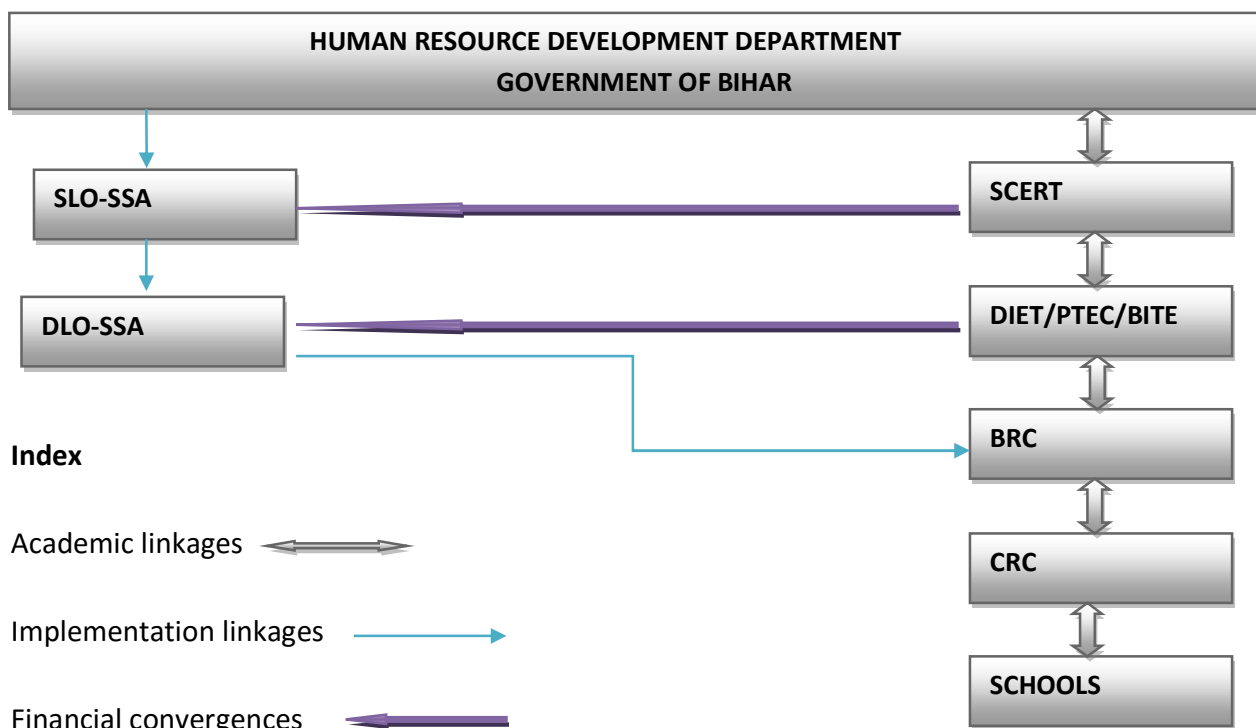 HUMAN RESOURCE DEVELOPMENT DEPARTMENT
GOVERNMENT OF BIHAR
SLO-SSA
SCERT
DLO-SSA
DIET/PTEC/BITE
BRC
Index
Academic linkages
CRC
Implementation linkages
SCHOOLS
Financial convergences